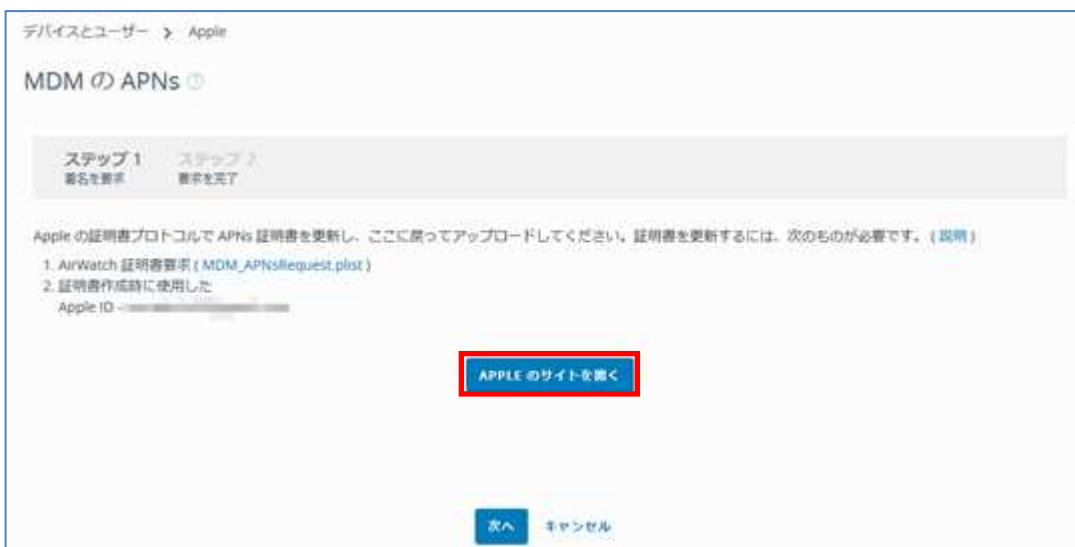 デバイスとユーザー > Apple
MDM の APNs
ステップ 1 ステップ 2
署名を要求 要求を完了
Apple の証明書プロトコルで APNs 証明書を更新し、ここに戻ってアップロードしてください。証明書を更新するには、次のものが必要です。 ( 説明 )
1. AirWatch 証明書要求 ( MDM_APNsRequest.plist )
2. 証明書作成時に使用した
Apple ID -
APPLE のサイトを開く
次へ キャンセル